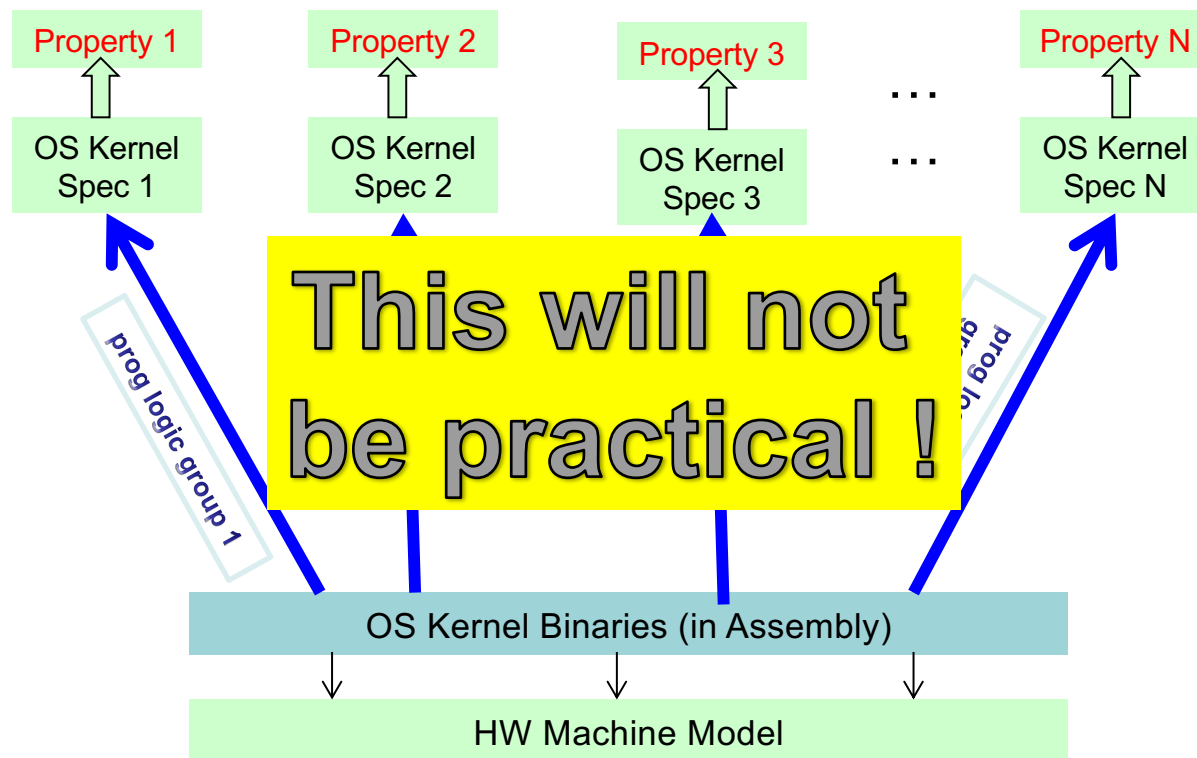 Property 1
Property 2
Property 3
Property N
...
OS Kernel
Spec 1
OS Kernel
Spec 2
OS Kernel
Spec 3
...
OS Kernel
Spec N
This will not
be practical !
prog logic group 1
prog
OS Kernel Binaries (in Assembly)
HW Machine Model